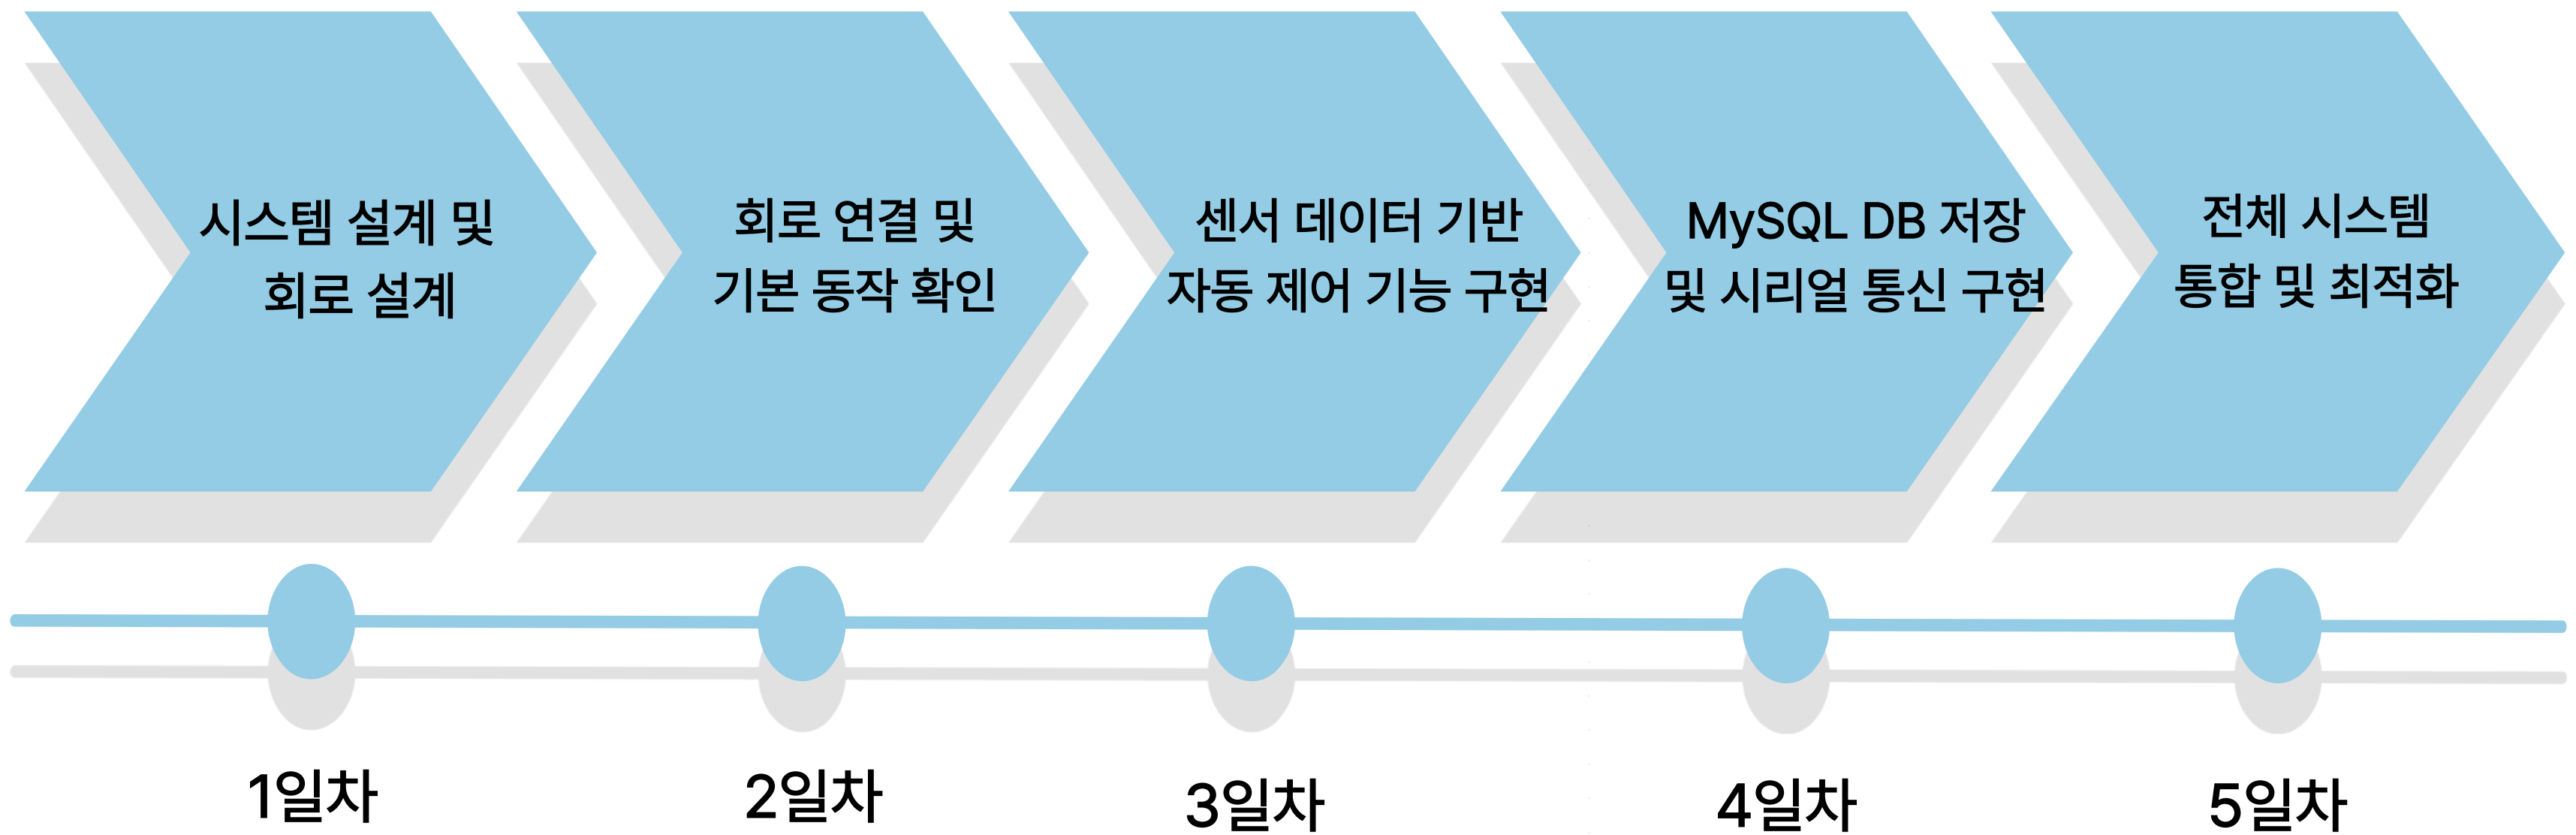 시스템 설계 및
회로 설계
회로 연결 및
기본 동작 확인
센서 데이터 기반
자동 제어 기능 구현
MySQL DB 저장
및 시리얼 통신 구현
전체 시스템
통합 및 최적화
1일차
2일차
3일차
4일차
5일차